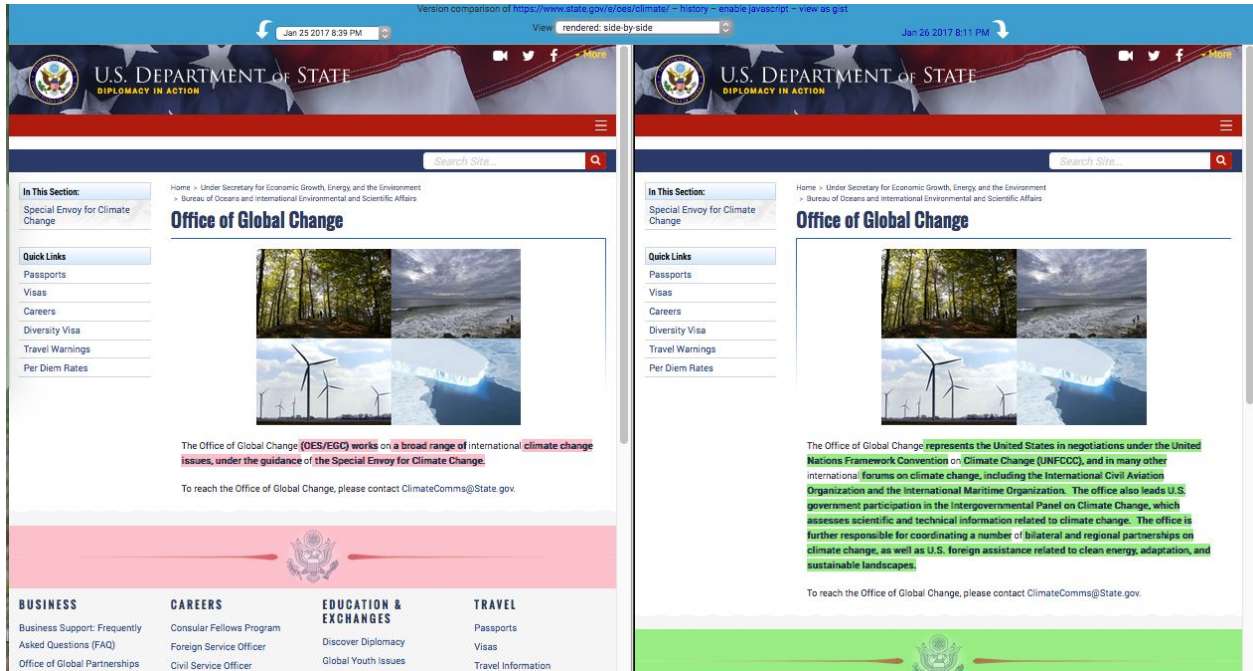 Version comparison of https://www.state.gov/e/oes/climate/ – history – enable javascript – view as gist
Jan 25 2017 8:39 PM
View rendered: side-by-side
Jan 26 2017 8:11 PM
U.S. DEPARTMENT OF STATE
DIPLOMACY IN ACTION
More
Search Site...
In This Section:
Special Envoy for Climate
Change
Quick Links
Passports
Visas
Careers
Diversity Visa
Travel Warnings
Per Diem Rates
Home > Under Secretary for Economic Growth, Energy, and the Environment
> Bureau of Oceans and International Environmental and Scientific Affairs
Office of Global Change
The Office of Global Change (OES/EGC) works on a broad range of international climate change
issues, under the guidance of the Special Envoy for Climate Change.
To reach the Office of Global Change, please contact ClimateComms@State.gov.
BUSINESS
Business Support: Frequently
Asked Questions (FAQ)
Office of Global Partnerships
CAREERS
Consular Fellows Program
Foreign Service Officer
Civil Service Officer
EDUCATION &
EXCHANGES
Discover Diplomacy
Global Youth Issues
TRAVEL
Passports
Visas
Travel Information
U.S. DEPARTMENT OF STATE
DIPLOMACY IN ACTION
More
Search Site...
In This Section:
Special Envoy for Climate
Change
Quick Links
Passports
Visas
Careers
Diversity Visa
Travel Warnings
Per Diem Rates
Home > Under Secretary for Economic Growth, Energy, and the Environment
> Bureau of Oceans and International Environmental and Scientific Affairs
Office of Global Change
The Office of Global Change represents the United States in negotiations under the United
Nations Framework Convention on Climate Change (UNFCCC), and in many other
international forums on climate change, including the International Civil Aviation
Organization and the International Maritime Organization. The office also leads U.S.
government participation in the Intergovernmental Panel on Climate Change, which
assesses scientific and technical information related to climate change. The office is
further responsible for coordinating a number of bilateral and regional partnerships on
climate change, as well as U.S. foreign assistance related to clean energy, adaptation, and
sustainable landscapes.
To reach the Office of Global Change, please contact ClimateComms@State.gov.